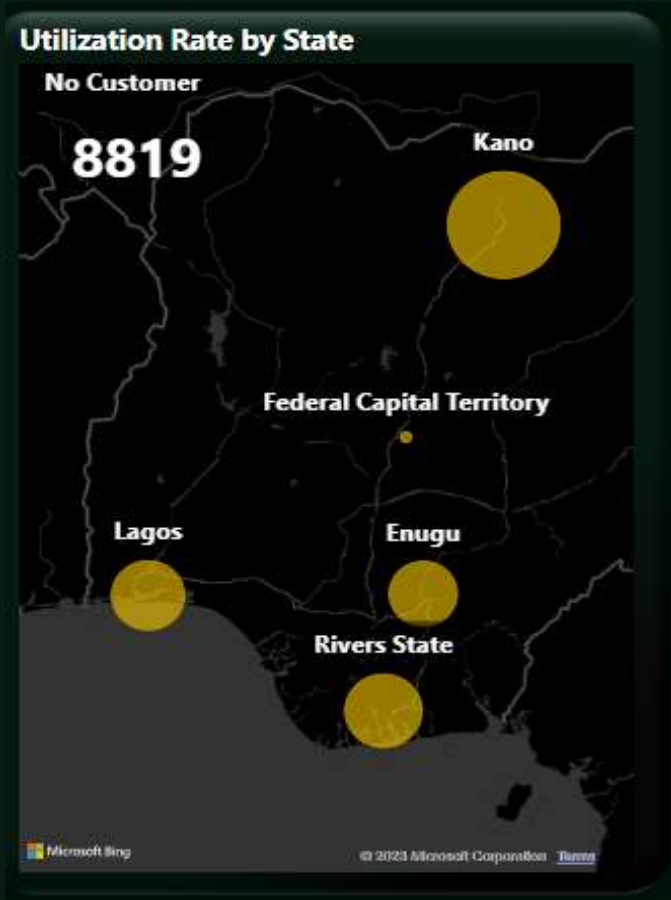 Utilization Rate by State
No Customer
8819
Kano
Federal Capital Territory
Lagos
Enugu
Rivers State
Microsoft Bing
© 2023 Microsoft Corporation Terms